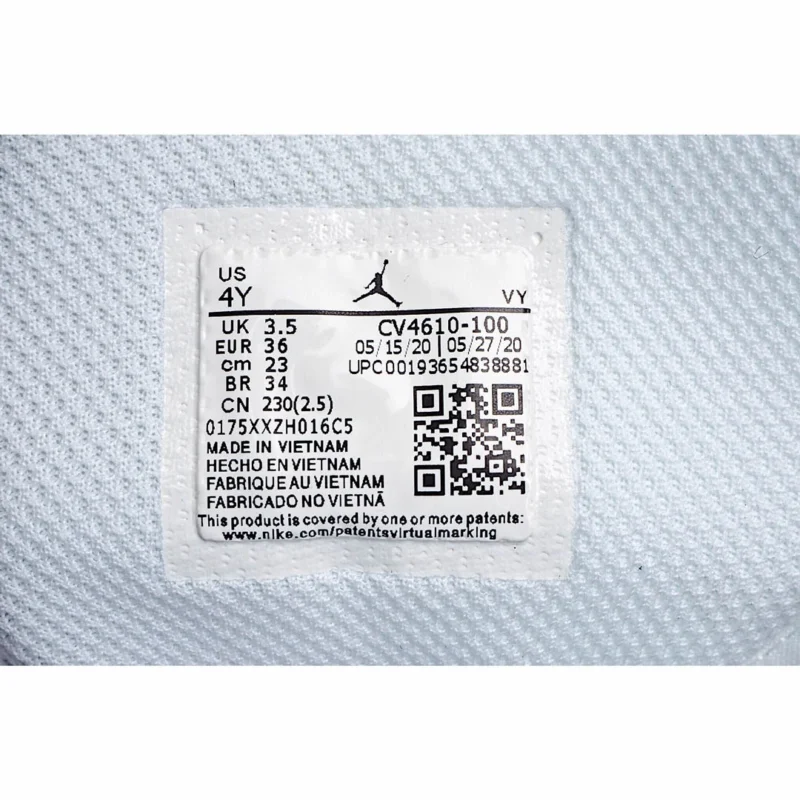 US
4Y
VY
UK 3.5
EUR 36
cm 23
BR 34
CN 230(2.5)
CV4610-100
05/15/20 | 05/27/20
UPC00193654838881
0175XXZH016C5
MADE IN VIETNAM
HECHO EN VIETNAM
FABRIQUE AU VIETNAM
FABRICADO NO VIETNÃ
This product is covered by one or more patents:
www.nike.com/patentsvirtualmarking